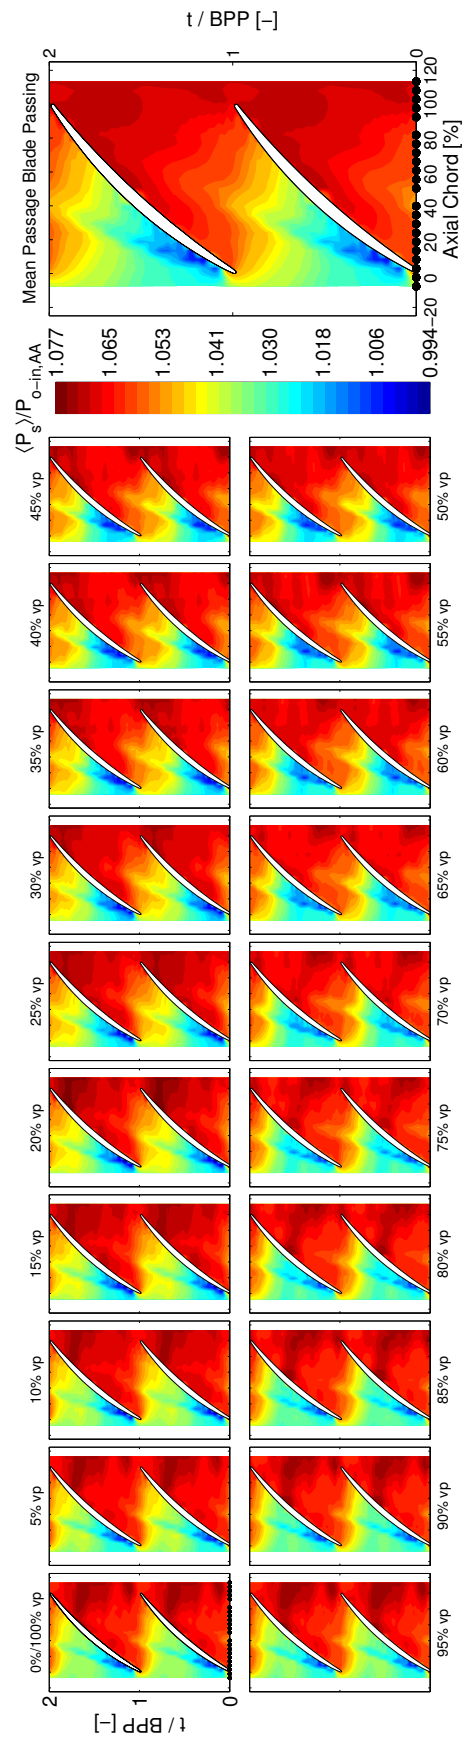 0%/100% vp
5% vp
10% vp
15% vp
20% vp
25% vp
30% vp
35% vp
40% vp
45% vp
2
1
0
t / BPP [−]
95% vp
90% vp
85% vp
80% vp
75% vp
70% vp
65% vp
60% vp
55% vp
50% vp
⟨P_s⟩/P_{o−in,AA}
1.077
1.065
1.053
1.041
1.030
1.018
1.006
0.994
Mean Passage Blade Passing
2
1
0
t / BPP [−]
−20 0 20 40 60 80 100 120
Axial Chord [%]